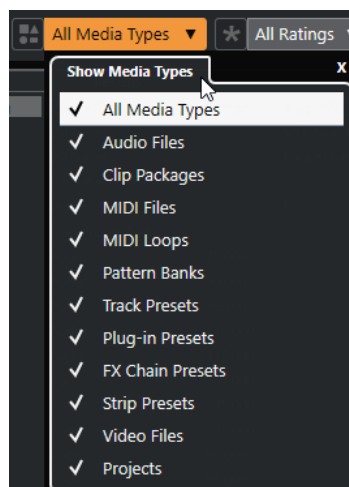 All Media Types All Ratings
Show Media Types X
All Media Types
Audio Files
Clip Packages
MIDI Files
MIDI Loops
Pattern Banks
Track Presets
Plug-in Presets
FX Chain Presets
Strip Presets
Video Files
Projects